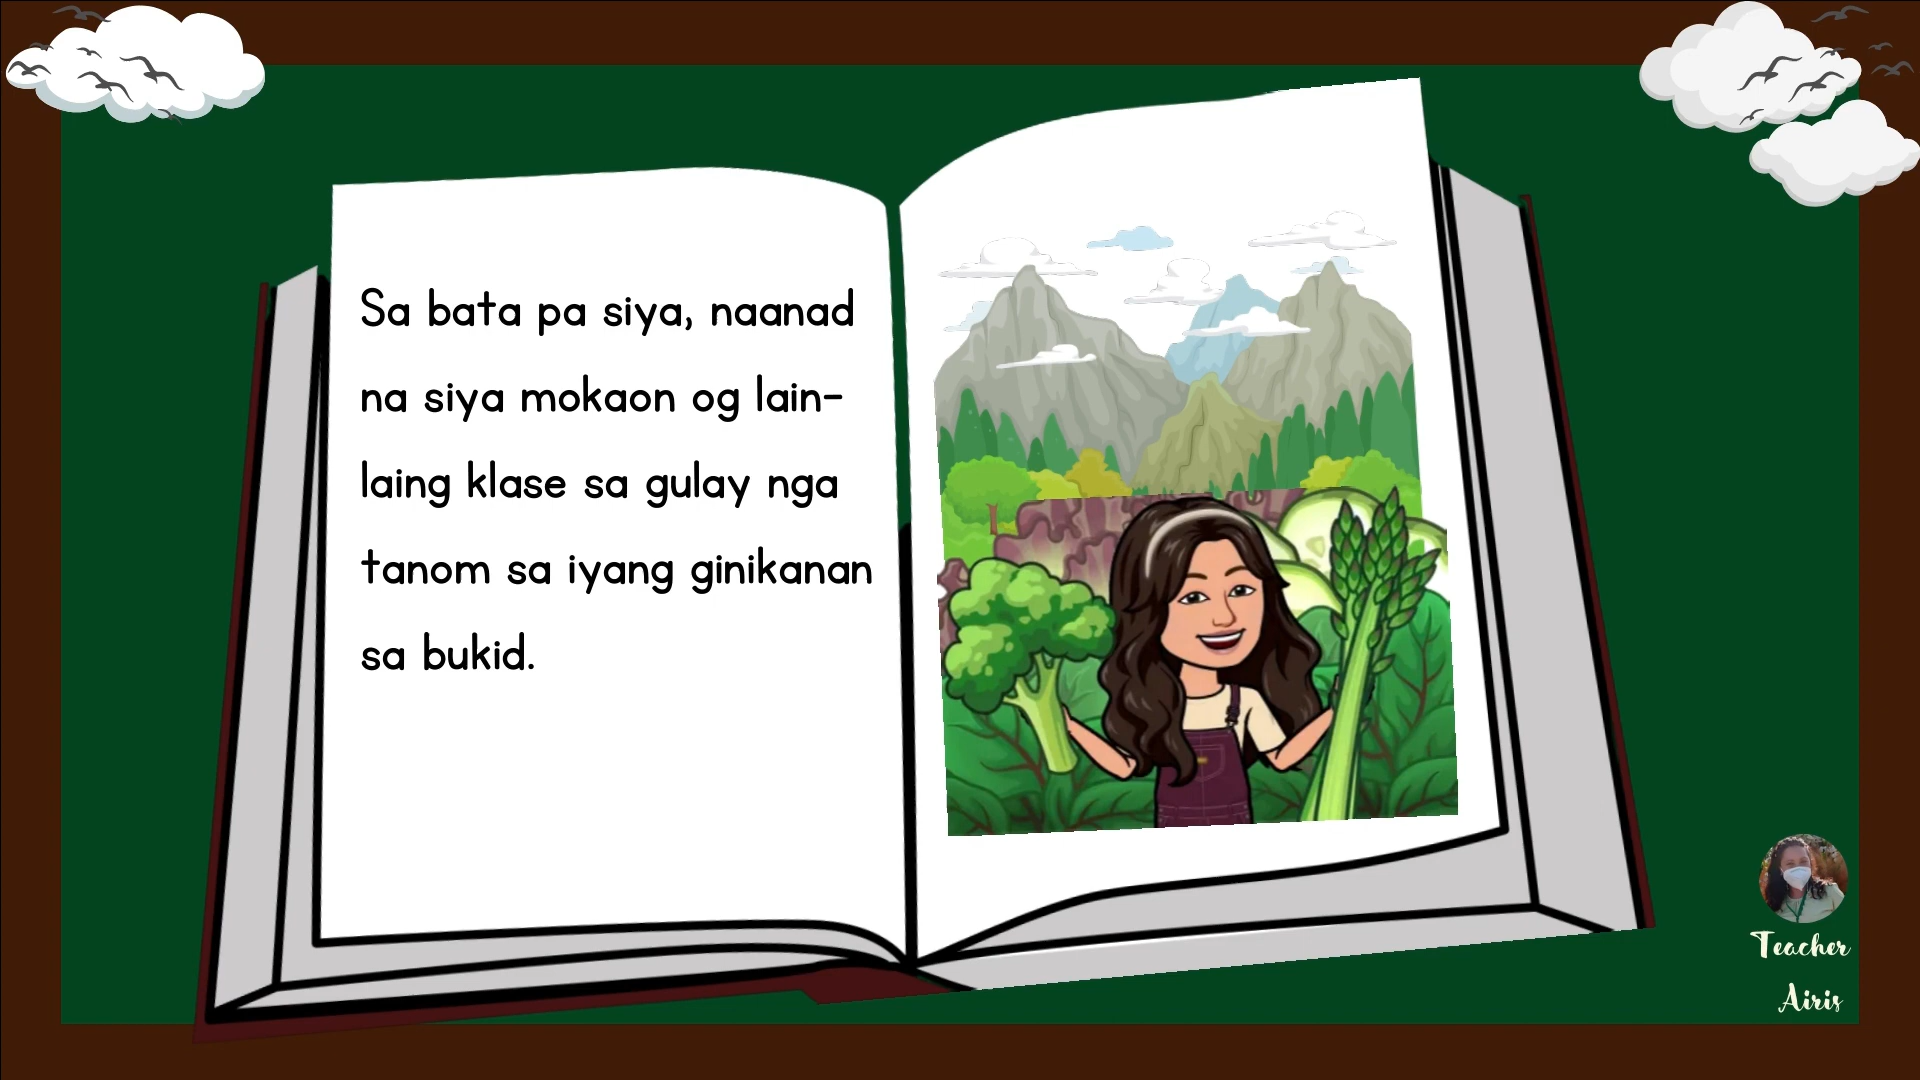 Sa bata pa siya, naanad
na siya mokaon og lain-
laing klase sa gulay nga
tanom sa iyang ginikanan
sa bukid.
Teacher
Airis